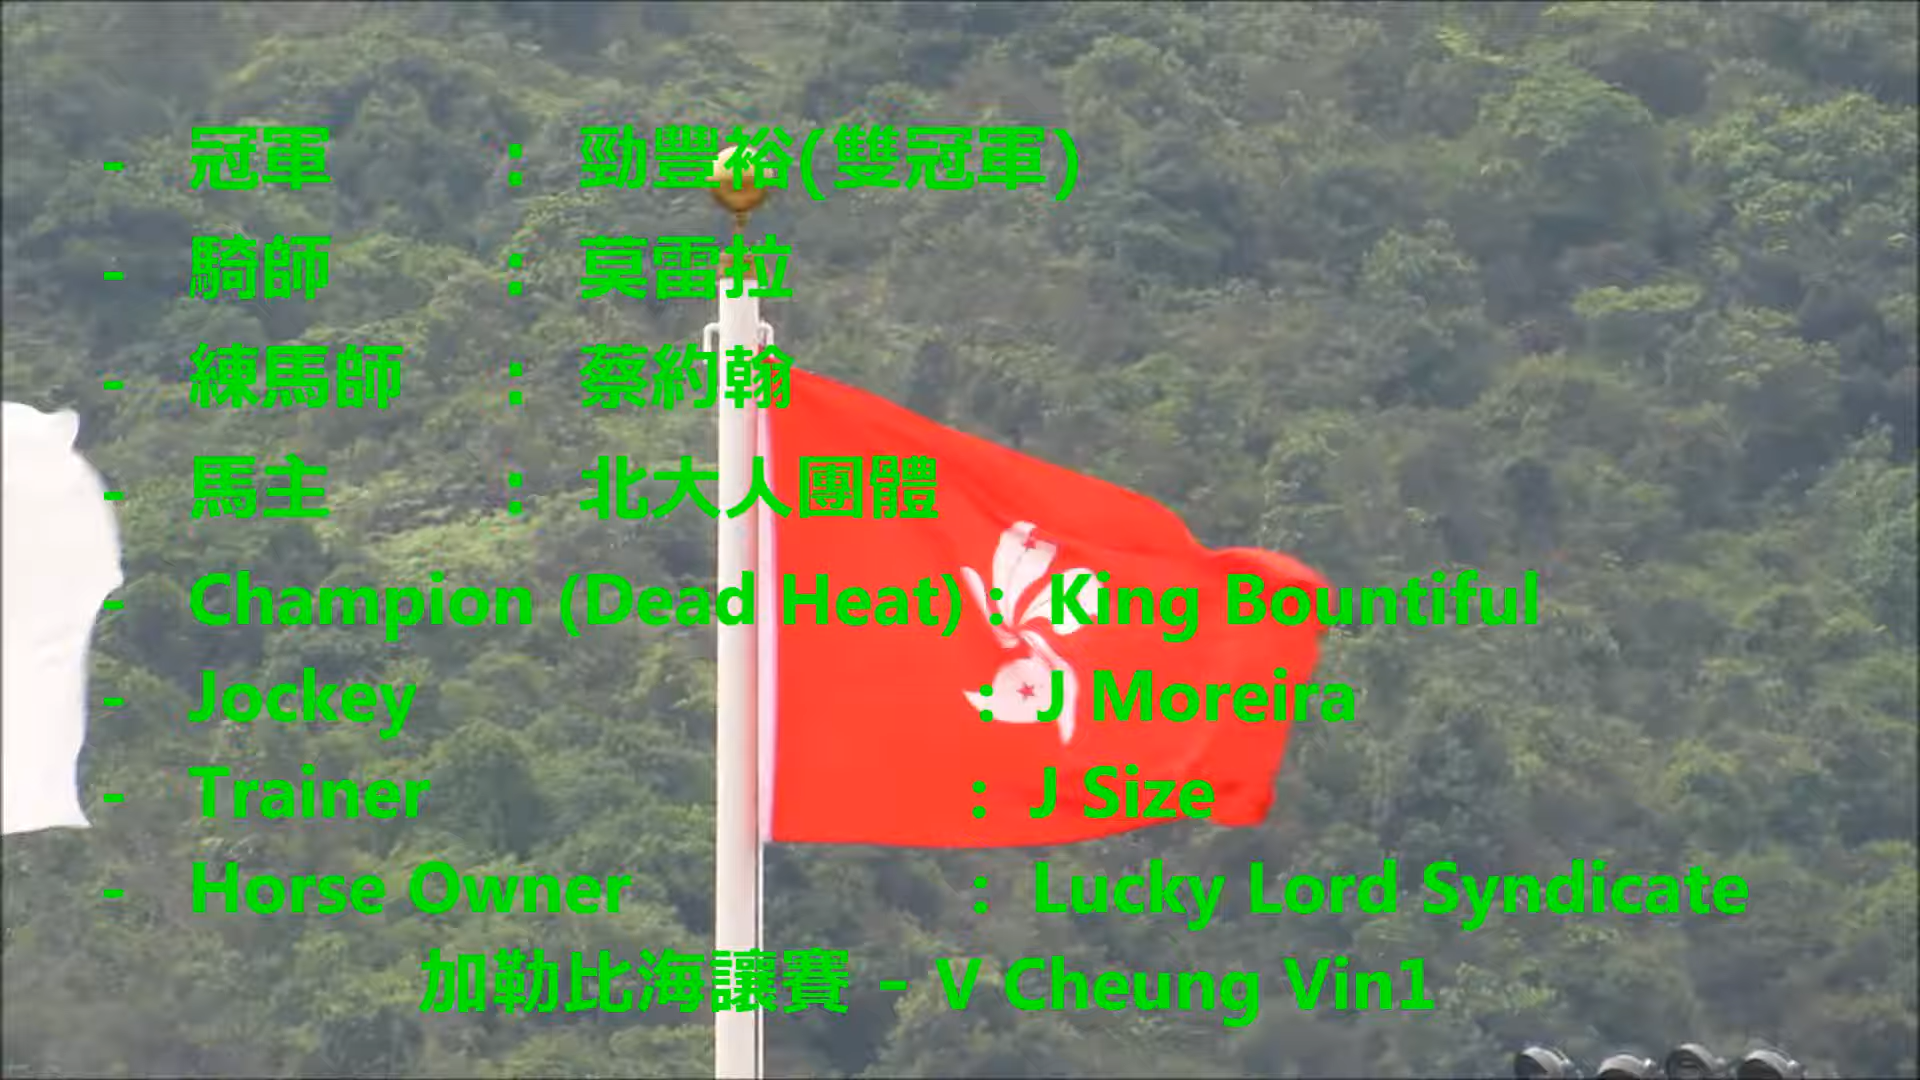 - 冠軍 : 勁豐裕(雙冠軍)
- 騎師 : 莫雷拉
- 練馬師 : 蔡約翰
- 馬主 : 北大人團體
- Champion (Dead Heat) : King Bountiful
- Jockey : J Moreira
- Trainer : J Size
- Horse Owner : Lucky Lord Syndicate
加勒比海讓賽 - V Cheung Vin1